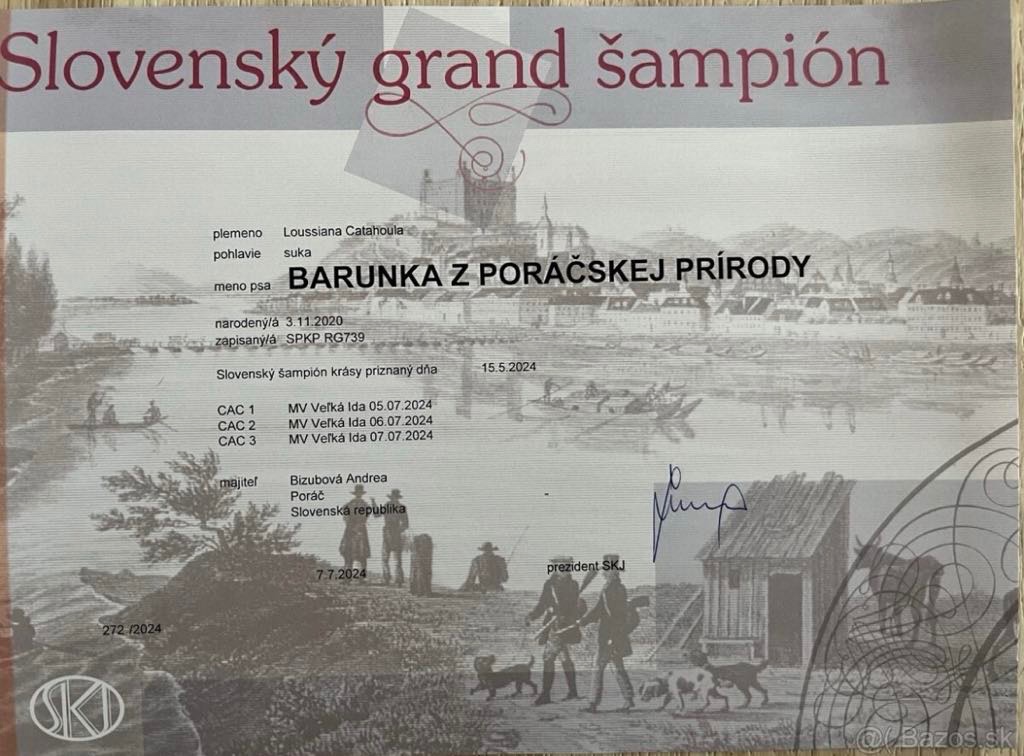 Slovenský grand šampión
plemeno Loussiana Catahoula
pohlavie suka
meno psa BARUNKA Z PORÁČSKEJ PRÍRODY
narodený/á 3.11.2020
zapísaný/á SPKP RG739
Slovenský šampión krásy priznaný dňa 15.5.2024
CAC 1 MV Veľká Ida 05.07.2024
CAC 2 MV Veľká Ida 06.07.2024
CAC 3 MV Veľká Ida 07.07.2024
majiteľ Bizubová Andrea
Poráč -
Slovenská republika
prezident SKJ
7.7.2024
272 /2024
SKJ
Bazos.sk